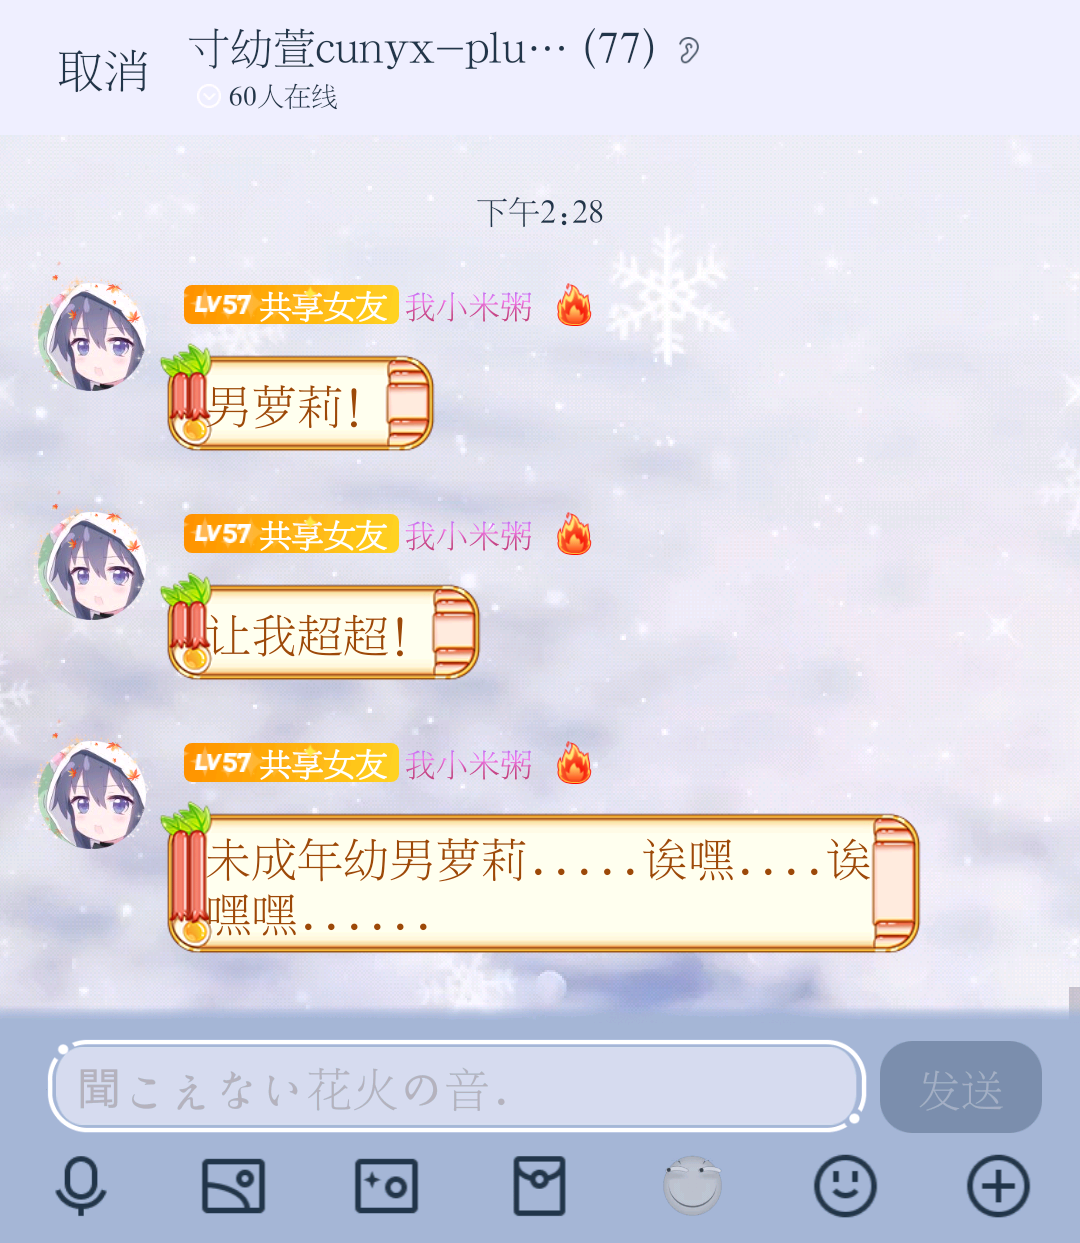 取消
寸幼萱cunyx-plu… (77)
60人在线
下午2:28
LV57 共享女友 我小米粥
男萝莉!
LV57 共享女友 我小米粥
让我超超!
LV57 共享女友 我小米粥
未成年幼男萝莉.....诶嘿....诶
嘿嘿......
聞こえない花火の音.
发送